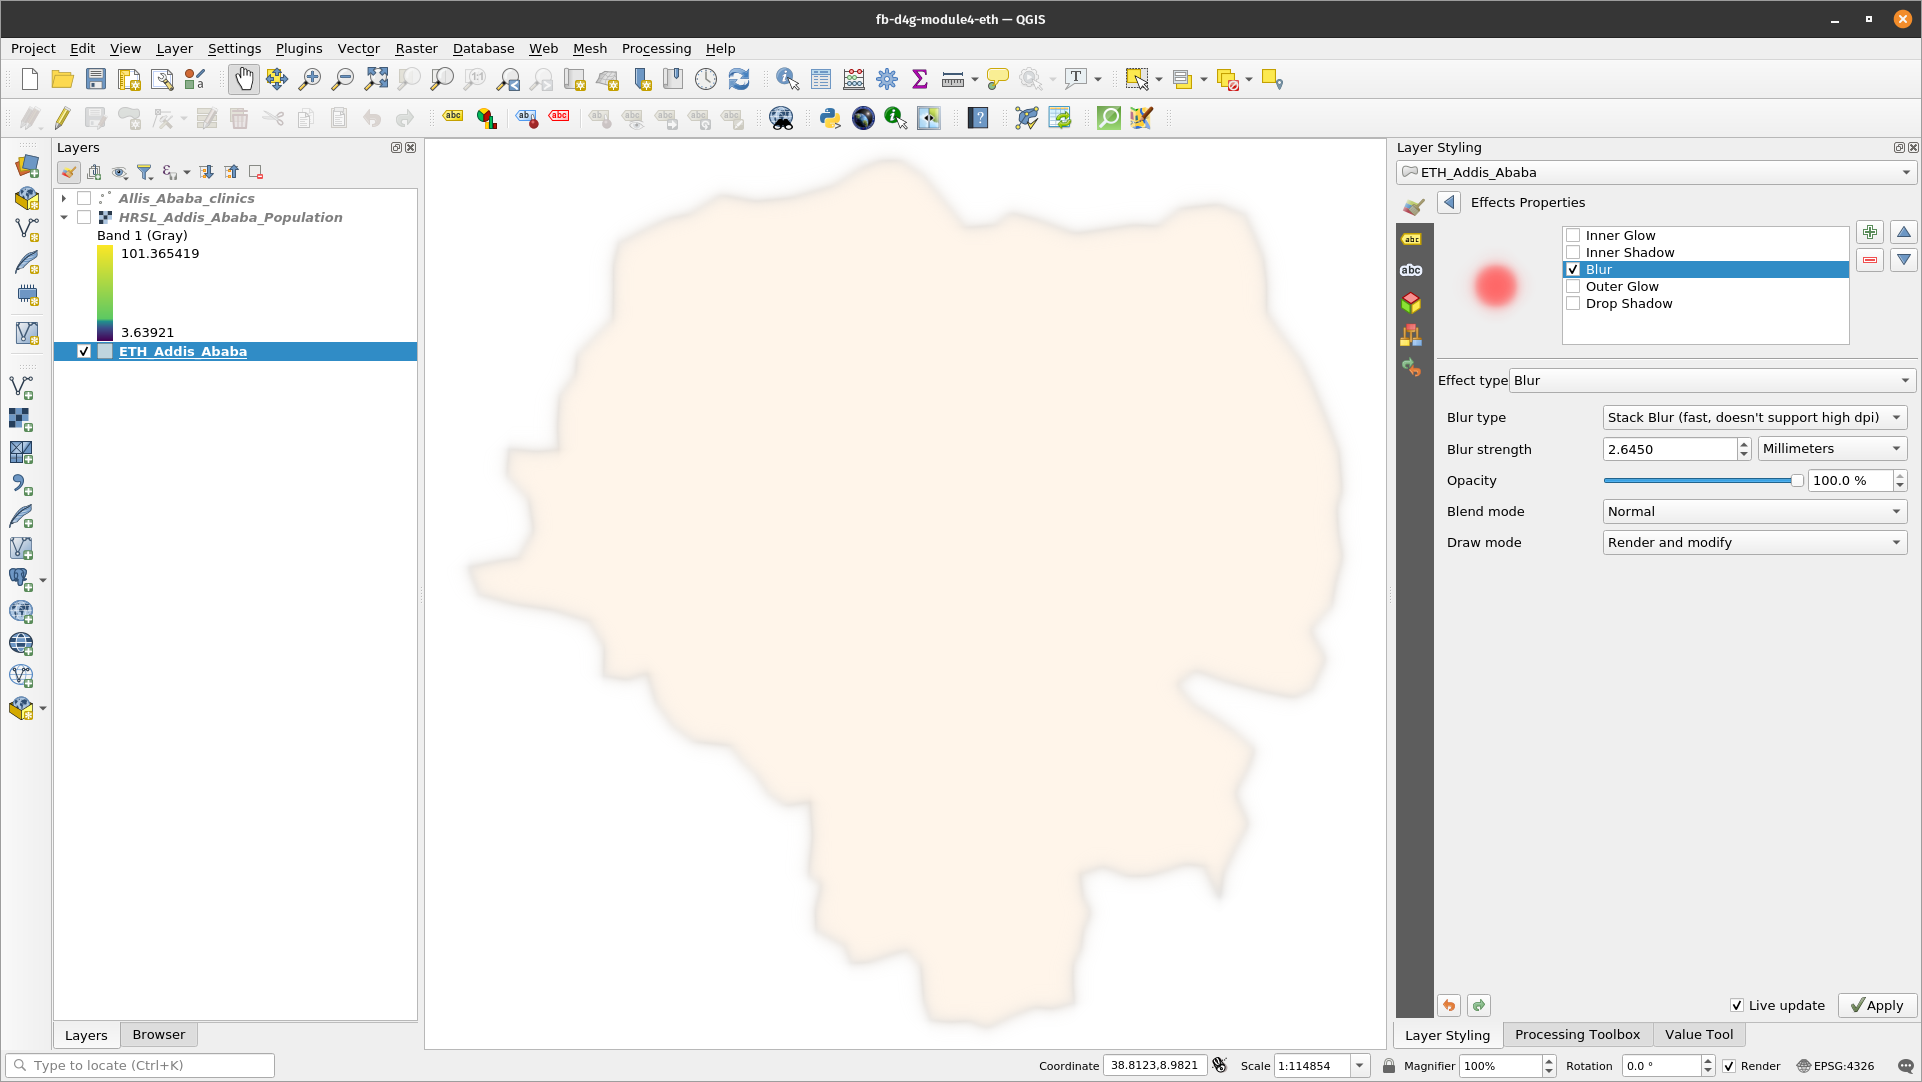 fb-d4g-module4-eth — QGIS
Project Edit View Layer Settings Plugins Vector Raster Database Web Mesh Processing Help
Layers
Allis_Ababa_clinics
HRSL_Addis_Ababa_Population
Band 1 (Gray)
101.365419
3.63921
ETH_Addis_Ababa
Layers Browser
Type to locate (Ctrl+K)
Layer Styling
ETH_Addis_Ababa
Effects Properties
Inner Glow
Inner Shadow
Blur
Outer Glow
Drop Shadow
Effect type Blur
Blur type Stack Blur (fast, doesn't support high dpi)
Blur strength 2.6450 Millimeters
Opacity 100.0 %
Blend mode Normal
Draw mode Render and modify
Live update Apply
Layer Styling Processing Toolbox Value Tool
Coordinate 38.8123,8.9821 Scale 1:114854 Magnifier 100% Rotation 0.0 ° Render EPSG:4326